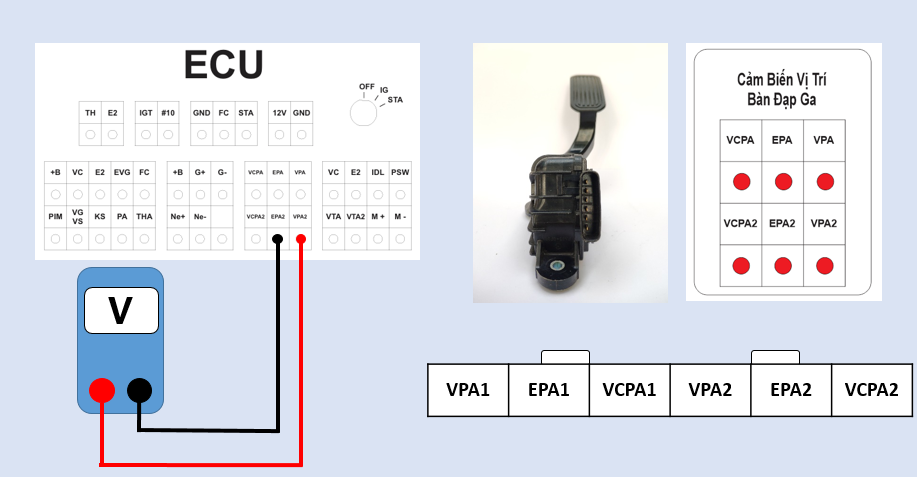 ECU
OFF
IG
STA
TH E2 IGT #10 GND FC STA 12V GND
+B VC E2 EVG FC +B G+ G- VCPA EPA VPA VC E2 IDL PSW
PIM VG VS KS PA THA Ne+ Ne- VCPA2 EPA2 VPA2 VTA VTA2 M + M -
V
Cảm Biến Vị Trí
Bàn Đạp Ga
VCPA EPA VPA
VCPA2 EPA2 VPA2
VPA1 EPA1 VCPA1 VPA2 EPA2 VCPA2